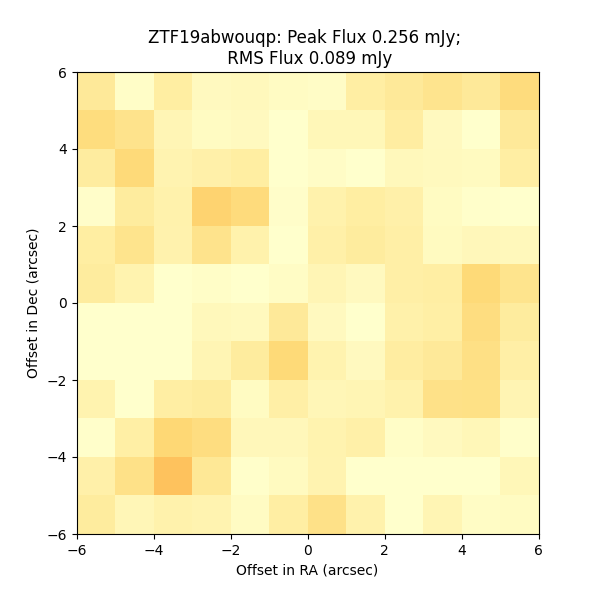 ZTF19abwouqp: Peak Flux 0.256 mJy;
RMS Flux 0.089 mJy
6
4
2
0
−2
−4
−6
Offset in Dec (arcsec)
−6 −4 −2 0 2 4 6
Offset in RA (arcsec)